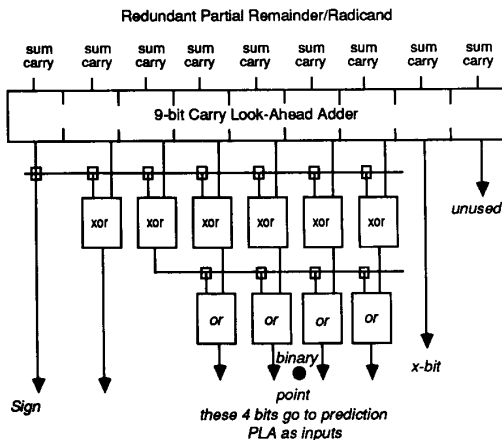 Redundant Partial Remainder/Radicand
sum sum sum sum sum sum sum sum sum
carry carry carry carry carry carry carry carry carry
9-bit Carry Look-Ahead Adder
unused
xor xor xor xor xor xor
or or or or
binary
x-bit
Sign
point
these 4 bits go to prediction
PLA as inputs